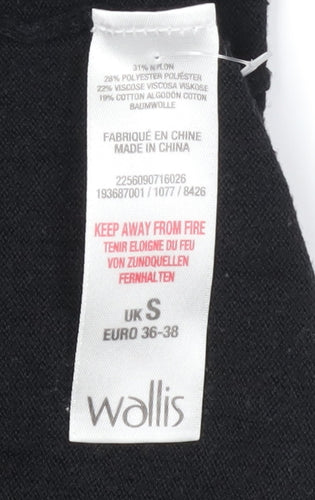 31% NYLON
28% POLYESTER POLIÉSTER
22% VISCOSE VISCOSA VISKOSE
19% COTTON ALGODÓN COTON
BAUMWOLLE
FABRIQUÉ EN CHINE
MADE IN CHINA
2256090716026
193687001 / 1077 / 8426
KEEP AWAY FROM FIRE
TENIR ELOIGNE DU FEU
VON ZUNDQUELLEN
FERNHALTEN
UK S
EURO 36-38
wallis